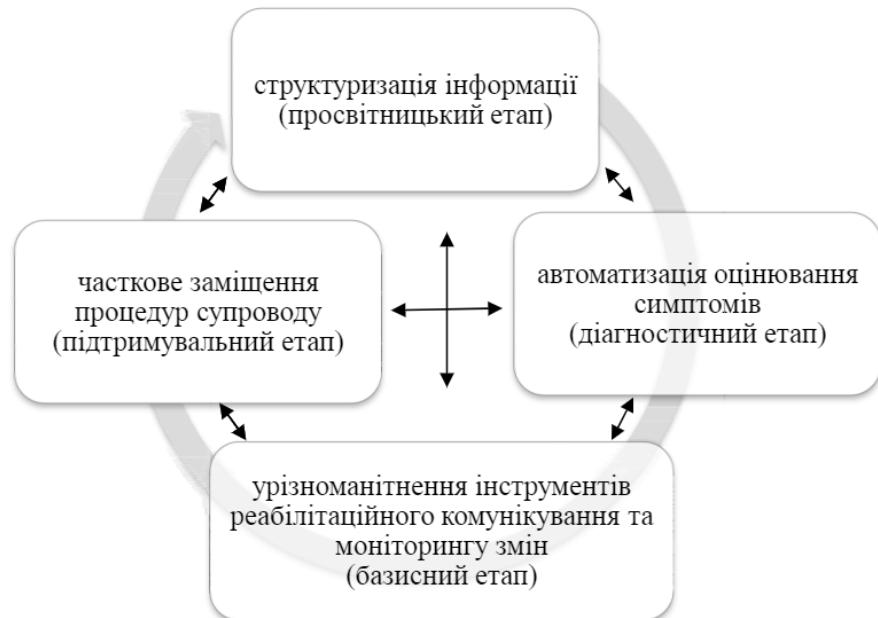 структуризація інформації
(просвітницький етап)
часткове заміщення
процедур супроводу
(підтримувальний етап)
автоматизація оцінювання
симптомів
(діагностичний етап)
урізноманітнення інструментів
реабілітаційного комунікування та
моніторингу змін
(базисний етап)